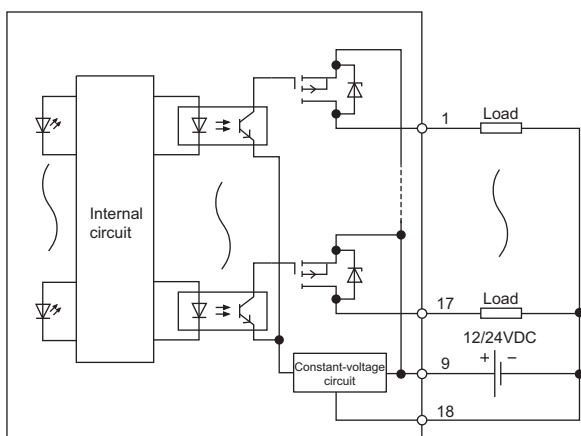 1
Load
Internal
circuit
17
Load
12/24VDC
Constant-voltage
circuit
9
+
−
18